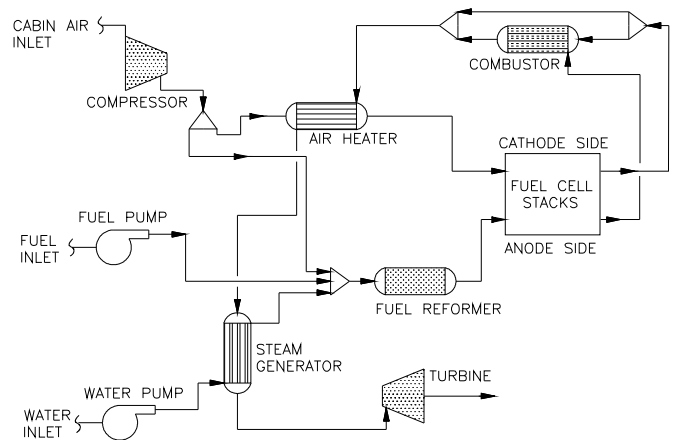 CABIN AIR
INLET
COMPRESSOR
COMBUSTOR
AIR HEATER
CATHODE SIDE
FUEL CELL
STACKS
ANODE SIDE
FUEL PUMP
FUEL
INLET
FUEL REFORMER
STEAM
GENERATOR
TURBINE
WATER PUMP
WATER
INLET